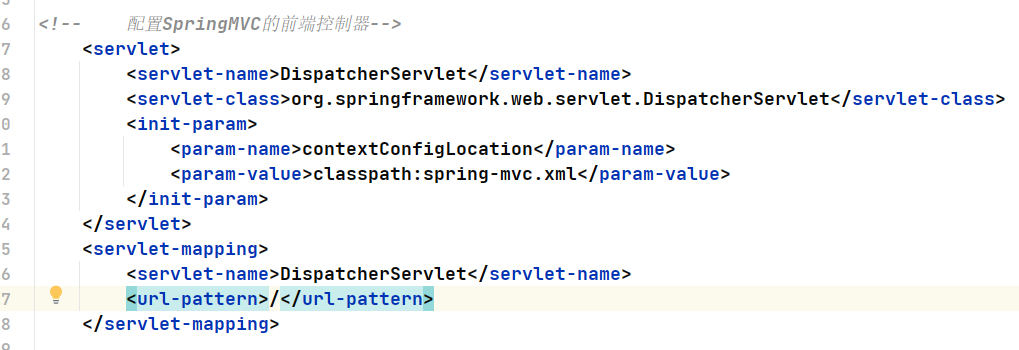 6 <!--    配置SpringMVC的前端控制器-->
7     <servlet>
8         <servlet-name>DispatcherServlet</servlet-name>
9         <servlet-class>org.springframework.web.servlet.DispatcherServlet</servlet-class>
0         <init-param>
1             <param-name>contextConfigLocation</param-name>
2             <param-value>classpath:spring-mvc.xml</param-value>
3         </init-param>
4     </servlet>
5     <servlet-mapping>
6         <servlet-name>DispatcherServlet</servlet-name>
7         <url-pattern>/</url-pattern>
8     </servlet-mapping>